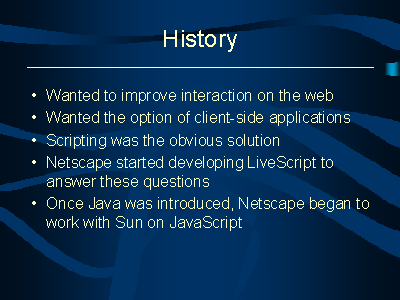 History
• Wanted to improve interaction on the web
• Wanted the option of client-side applications
• Scripting was the obvious solution
• Netscape started developing LiveScript to
answer these questions
• Once Java was introduced, Netscape began to
work with Sun on JavaScript